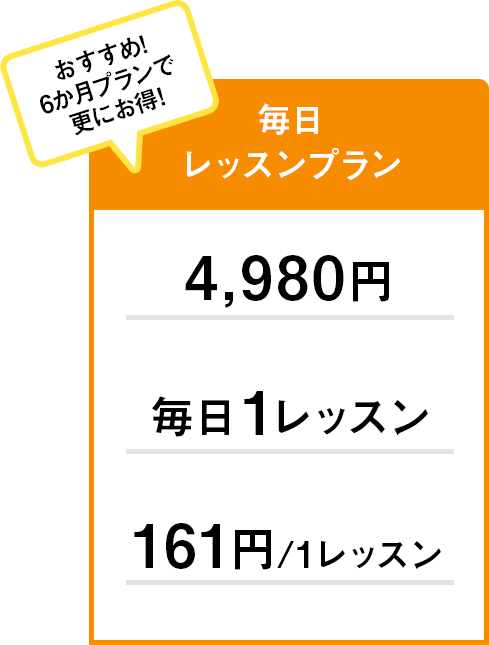 おすすめ!
6か月プランで
更にお得!
毎日
レッスンプラン
4,980円
毎日1レッスン
161円/1レッスン